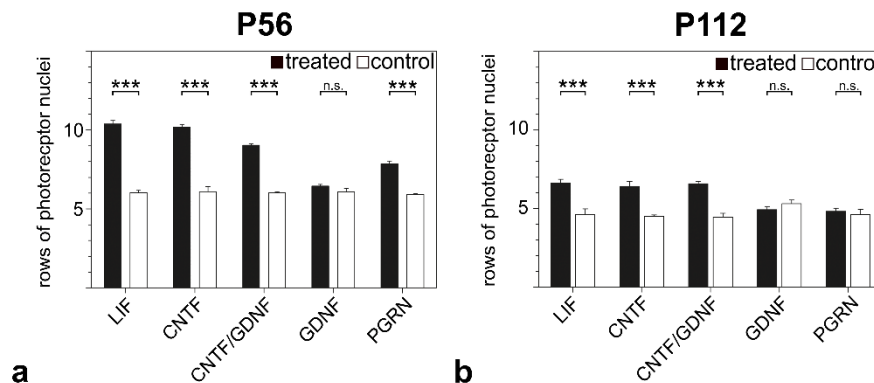 P56
treated control
*** *** *** n.s. ***
rows of photorecptor nuclei
10
5
LIF
CNTF
CNTF/GDNF
GDNF
PGRN
a
P112
treated control
*** *** *** n.s. n.s.
rows of photorecptor nuclei
10
5
LIF
CNTF
CNTF/GDNF
GDNF
PGRN
b